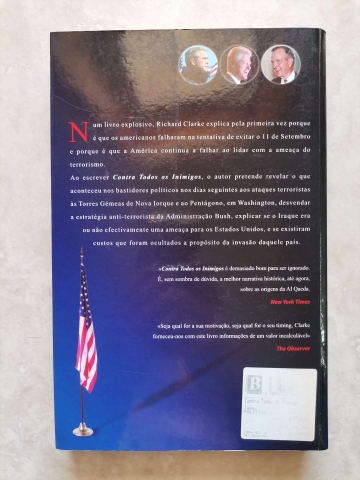 Num livro explosivo, Richard Clarke explica pela primeira vez porque
é que os americanos falharam na tentativa de evitar o 11 de Setembro
e porque é que a América continua a falhar ao lidar com a ameaça do
terrorismo.
Ao escrever Contra Todos os Inimigos, o autor pretende revelar o que
aconteceu nos bastidores políticos nos dias seguintes aos ataques terroristas
às Torres Gémeas de Nova Iorque e ao Pentágono, em Washington, desvendar
a estratégia anti-terrorista da Administração Bush, explicar se o Iraque era
ou não efectivamente uma ameaça para os Estados Unidos, e se existiram
custos que foram ocultados a propósito da invasão daquele país.
«Contra Todos os Inimigos é demasiado bom para ser ignorado.
É, sem sombra de dúvida, a melhor narrativa histórica, até agora,
sobre as origens da Al Qaeda.
New York Times
«Seja qual for a sua motivação, seja qual for o seu timing, Clarke
forneceu-nos com este livro informações de um valor incalculável»
The Observer
B.U.
Contra Todos os